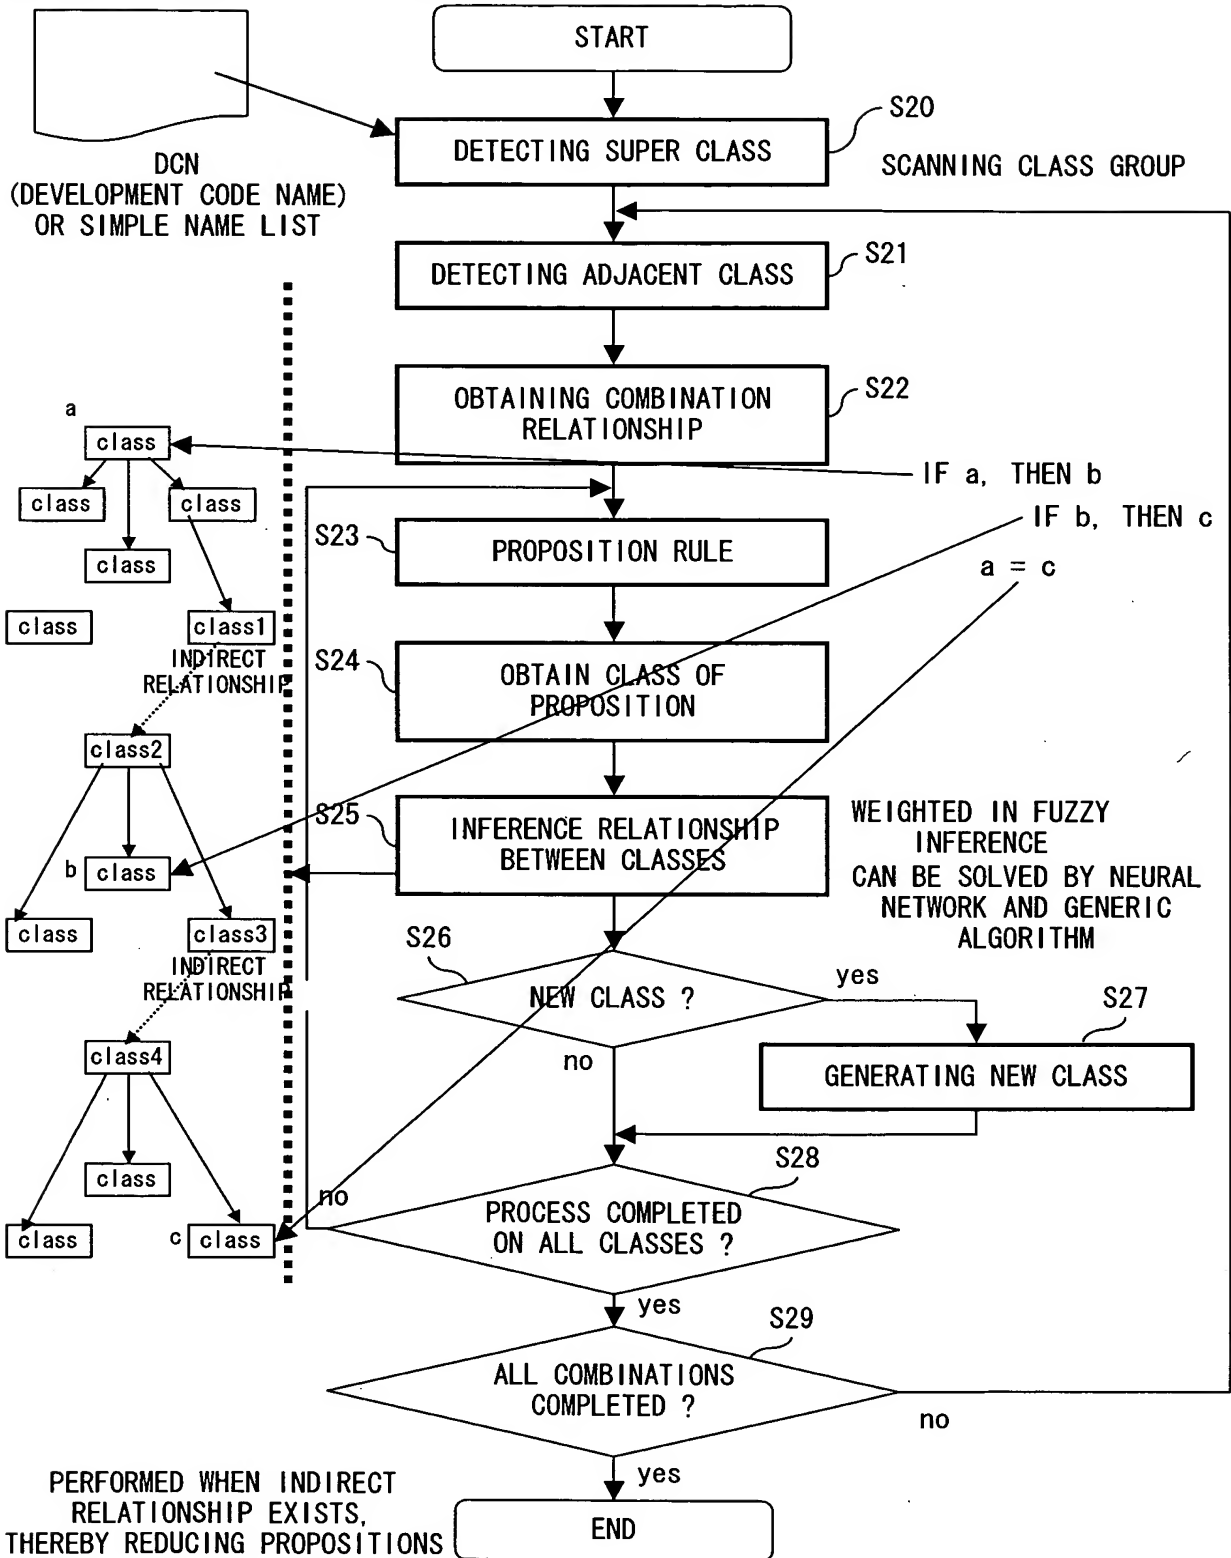 START
S20
DETECTING SUPER CLASS
SCANNING CLASS GROUP
DCN
(DEVELOPMENT CODE NAME)
OR SIMPLE NAME LIST
S21
DETECTING ADJACENT CLASS
S22
OBTAINING COMBINATION
RELATIONSHIP
a
class
class
class
class
class
class1
INDIRECT
RELATIONSHIP
class2
b
class
class
class3
INDIRECT
RELATIONSHIP
class4
class
class
c
class
IF a, THEN b
IF b, THEN c
a = c
S23
PROPOSITION RULE
S24
OBTAIN CLASS OF
PROPOSITION
S25
INFERENCE RELATIONSHIP
BETWEEN CLASSES
WEIGHTED IN FUZZY
INFERENCE
CAN BE SOLVED BY NEURAL
NETWORK AND GENERIC
ALGORITHM
S26
NEW CLASS ?
yes
no
S27
GENERATING NEW CLASS
S28
PROCESS COMPLETED
ON ALL CLASSES ?
no
yes
S29
ALL COMBINATIONS
COMPLETED ?
no
yes
END
PERFORMED WHEN INDIRECT
RELATIONSHIP EXISTS,
THEREBY REDUCING PROPOSITIONS